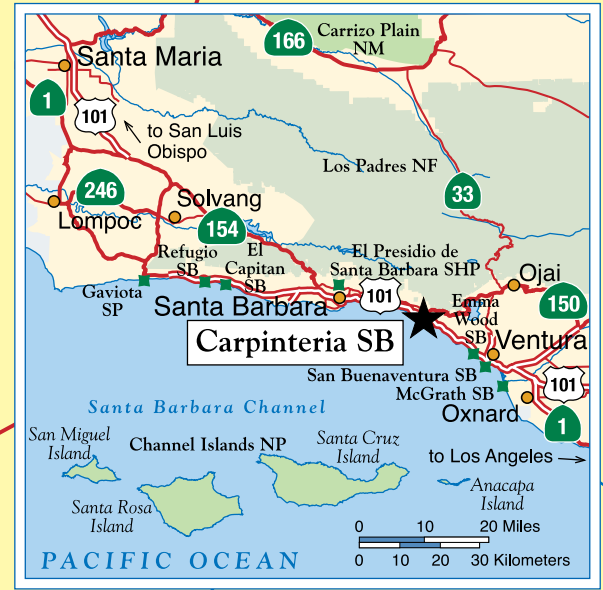 166
Carrizo Plain
NM
Santa Maria
1
101
to San Luis
Obispo
Los Padres NF
246
33
Solvang
Lompoc
154
Refugio
SB
El
Capitan
SB
El Presidio de
Santa Barbara SHP
Ojai
Gaviota
SP
Santa Barbara
101
Emma
Wood
SB
150
Carpinteria SB
Ventura
San Buenaventura SB
McGrath SB
101
Oxnard
1
Santa Barbara Channel
San Miguel
Island
Channel Islands NP
Santa Cruz
Island
to Los Angeles
Santa Rosa
Island
Anacapa
Island
0 10 20 Miles
0 10 20 30 Kilometers
PACIFIC OCEAN